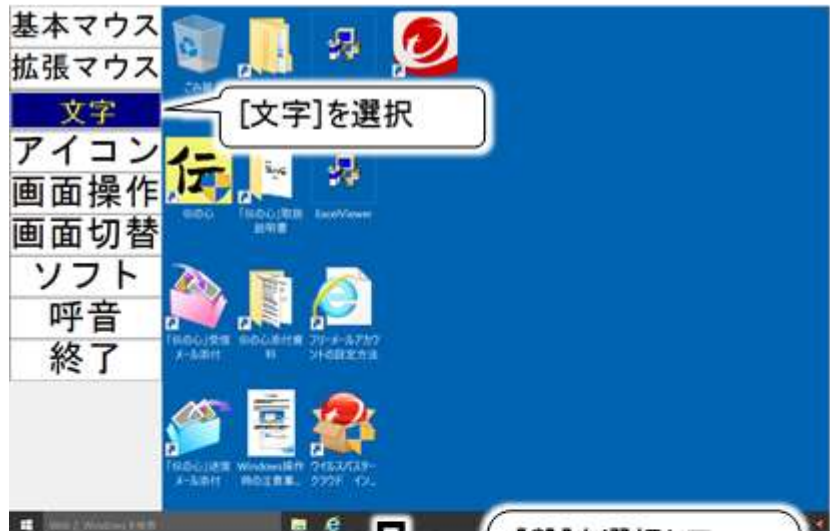 基本マウス
拡張マウス
文字
[文字]を選択
アイコン
画面操作
画面切替
ソフト
呼音
終了
伝
伝の心
「伝の心」取扱
説明書
ExcelViewer
「伝の心」受信
メール添付
伝の心添付資
料
フリーメールアカウ
ントの設定方法
「伝の心」送信
メール添付
Windows操作
時の注意事...
ウイルスバスター
クラウド イン...